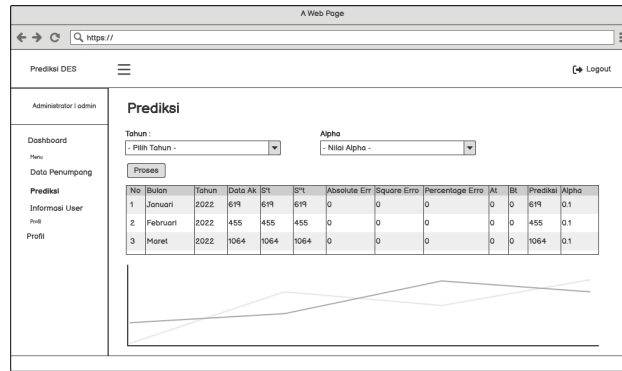 A Web Page
https://
Prediksi DES
Logout
Administrator | admin
Dashboard
Menu
Data Penumpang
Prediksi
Informasi User
Profil
Profil
Prediksi
Tahun :
Alpha
- Pilih Tahun -
- Nilai Alpha -
Proses
No Bulan Tahun Data Ak S't S"t Absolute Err Square Erro Percentage Erro At Bt Prediksi Alpha
1 Januari 2022 619 619 619 0 0 0 0 0 619 0.1
2 Februari 2022 455 455 455 0 0 0 0 0 455 0.1
3 Maret 2022 1064 1064 1064 0 0 0 0 0 1064 0.1